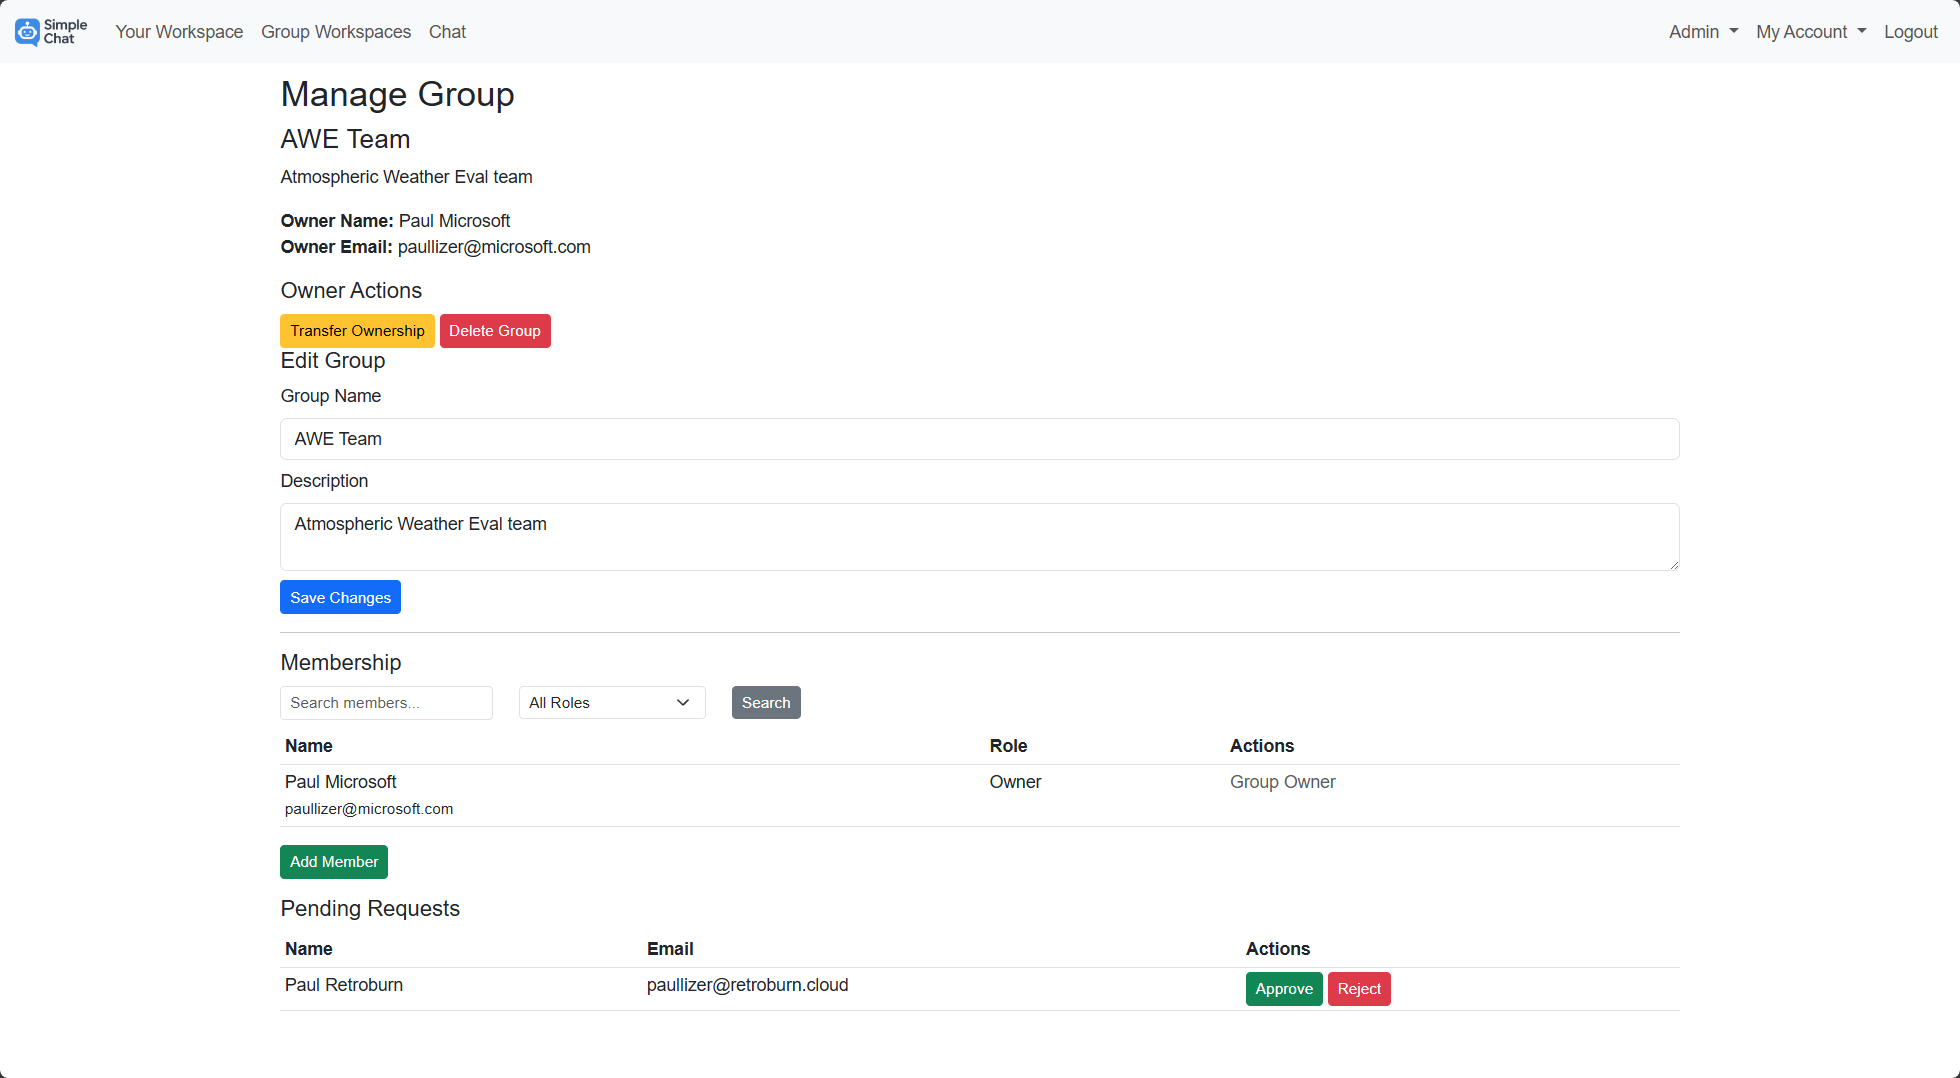 Simple Chat
Your Workspace
Group Workspaces
Chat
Admin
My Account
Logout
Manage Group
AWE Team
Atmospheric Weather Eval team
Owner Name: Paul Microsoft
Owner Email: paullizer@microsoft.com
Owner Actions
Transfer Ownership
Delete Group
Edit Group
Group Name
AWE Team
Description
Atmospheric Weather Eval team
Save Changes
Membership
Search members...
All Roles
Search
Name Role Actions
Paul Microsoft Owner Group Owner
paullizer@microsoft.com
Add Member
Pending Requests
Name Email Actions
Paul Retroburn paullizer@retroburn.cloud Approve Reject